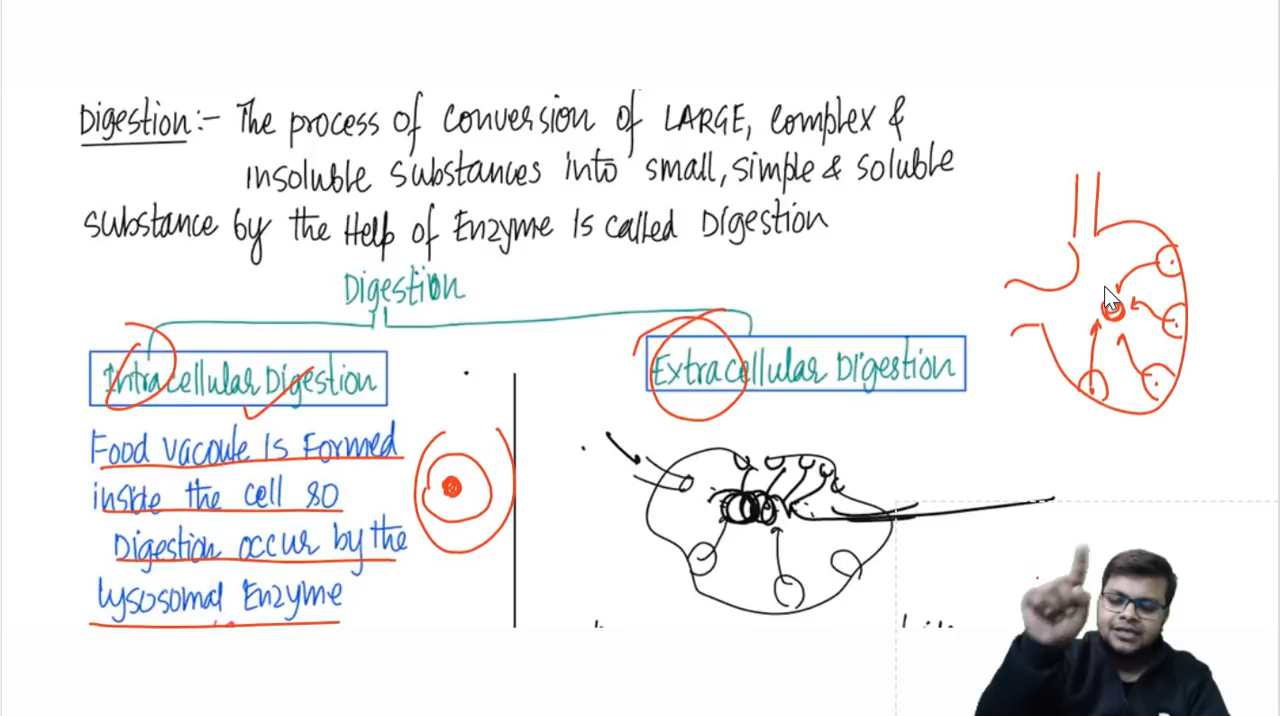 Digestion:- The process of conversion of LARGE, complex &
insoluble substances into small, simple & soluble
substance by the Help of Enzyme is called Digestion
Digestion
Intracellular Digestion
Extracellular Digestion
Food vacoule is Formed
inside the cell so
Digestion occur by the
lysosomal Enzyme